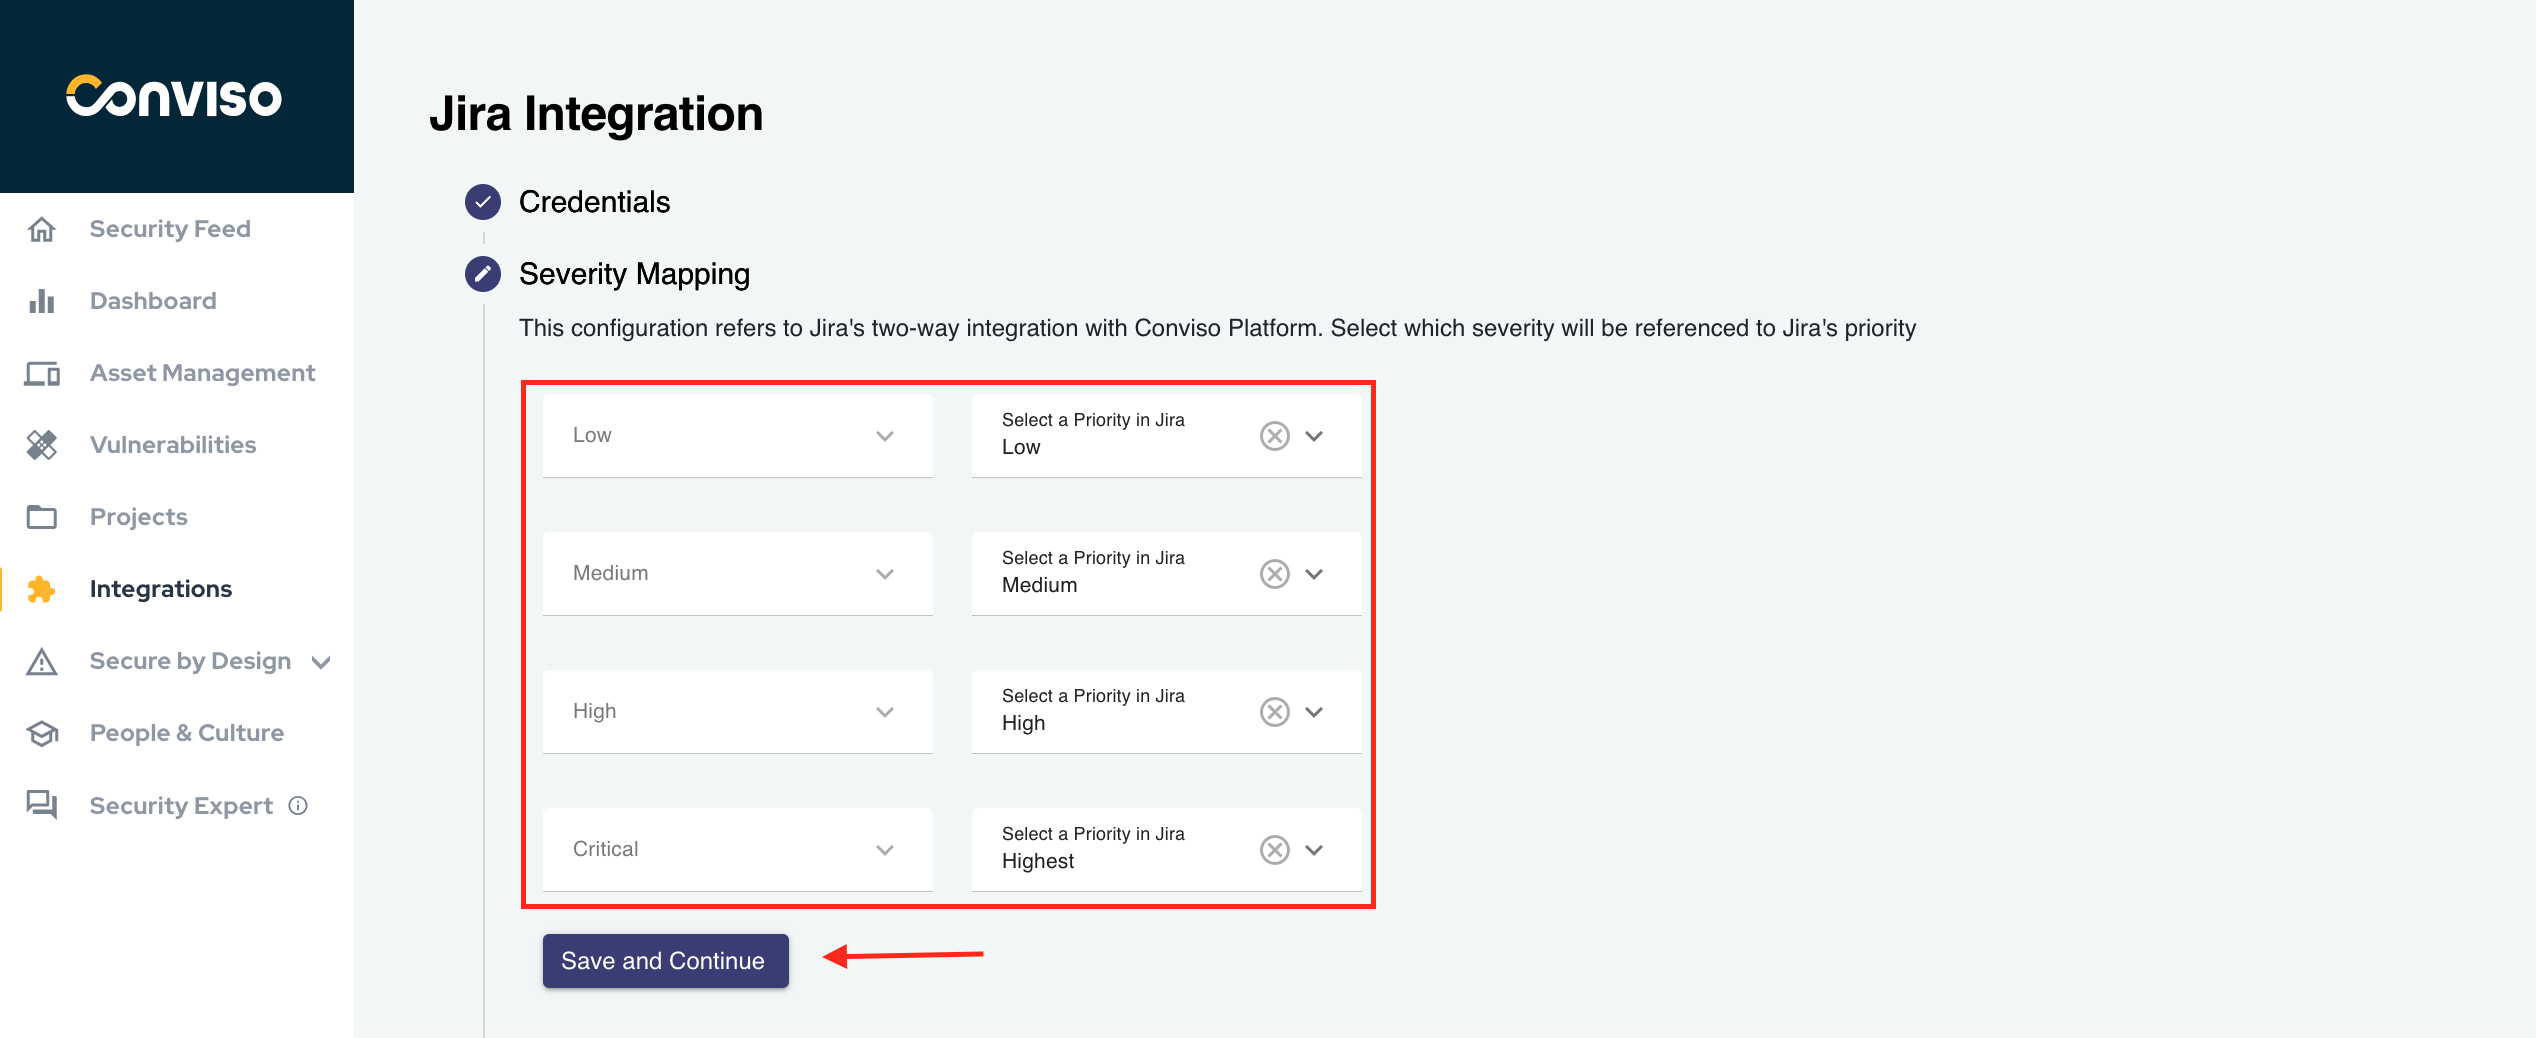 Conviso
Security Feed
Dashboard
Asset Management
Vulnerabilities
Projects
Integrations
Secure by Design
People & Culture
Security Expert
Jira Integration
Credentials
Severity Mapping
This configuration refers to Jira's two-way integration with Conviso Platform. Select which severity will be referenced to Jira's priority
Low
Select a Priority in Jira
Low
Medium
Select a Priority in Jira
Medium
High
Select a Priority in Jira
High
Critical
Select a Priority in Jira
Highest
Save and Continue